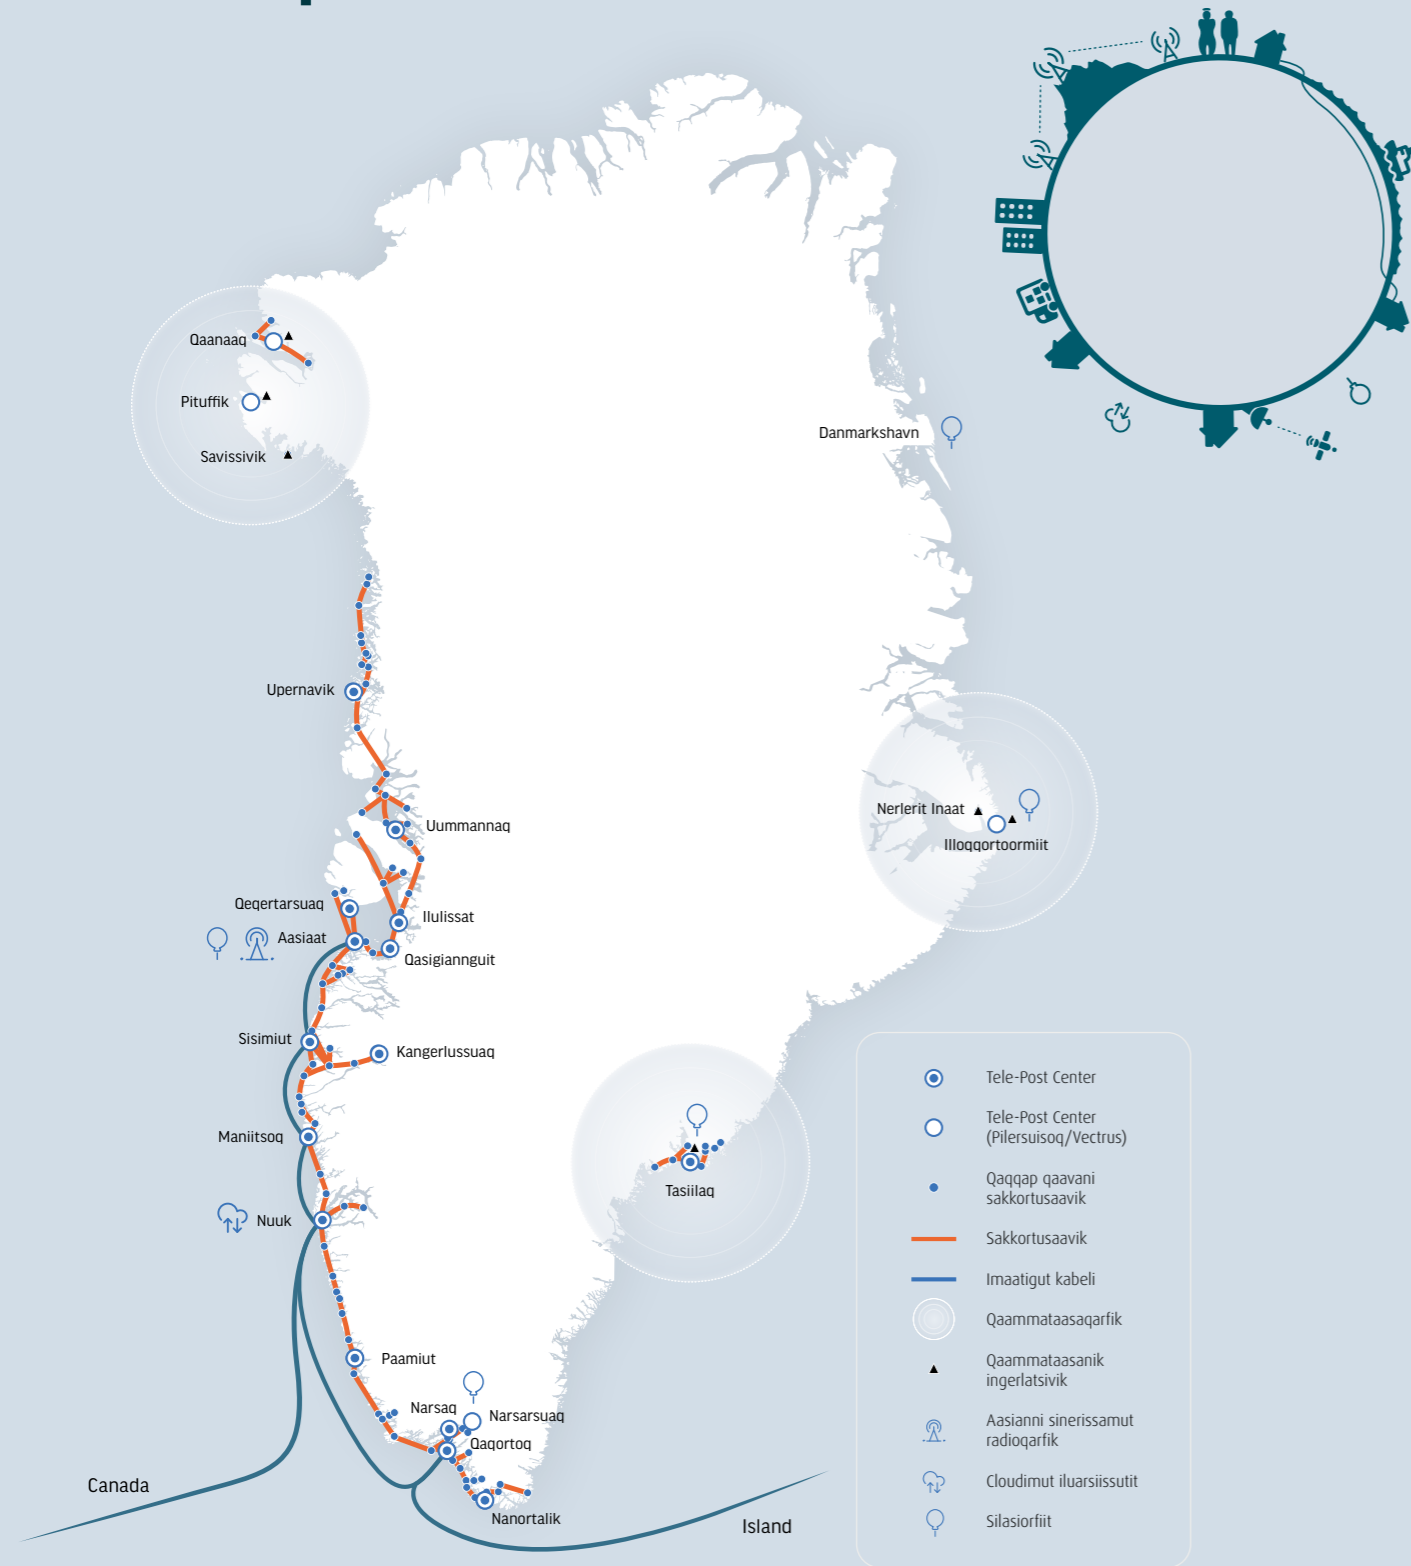 Qaanaaq
Pituffik
Savissivik
Danmarkshavn
Upernavik
Nerlerit Inaat
Illoqqortoormiit
Uummannaq
Qeqertarsuaq
Ilulissat
Aasiaat
Qasigiannguit
Sisimiut
Kangerlussuaq
Maniitsoq
Tasiilaq
Nuuk
Paamiut
Narsaq
Narsarsuaq
Qaqortoq
Canada
Nanortalik
Island
Tele-Post Center
Tele-Post Center
(Pilersuisoq/Vectrus)
Qaqqap qaavani
sakkortusaavik
Sakkortusaavik
Imaatigut kabeli
Qaammataasaqarfik
Qaammataasanik
ingerlatsivik
Aasianni sinerissamut
radioqarfik
Cloudimut iluarsiissutit
Silasiorfiit